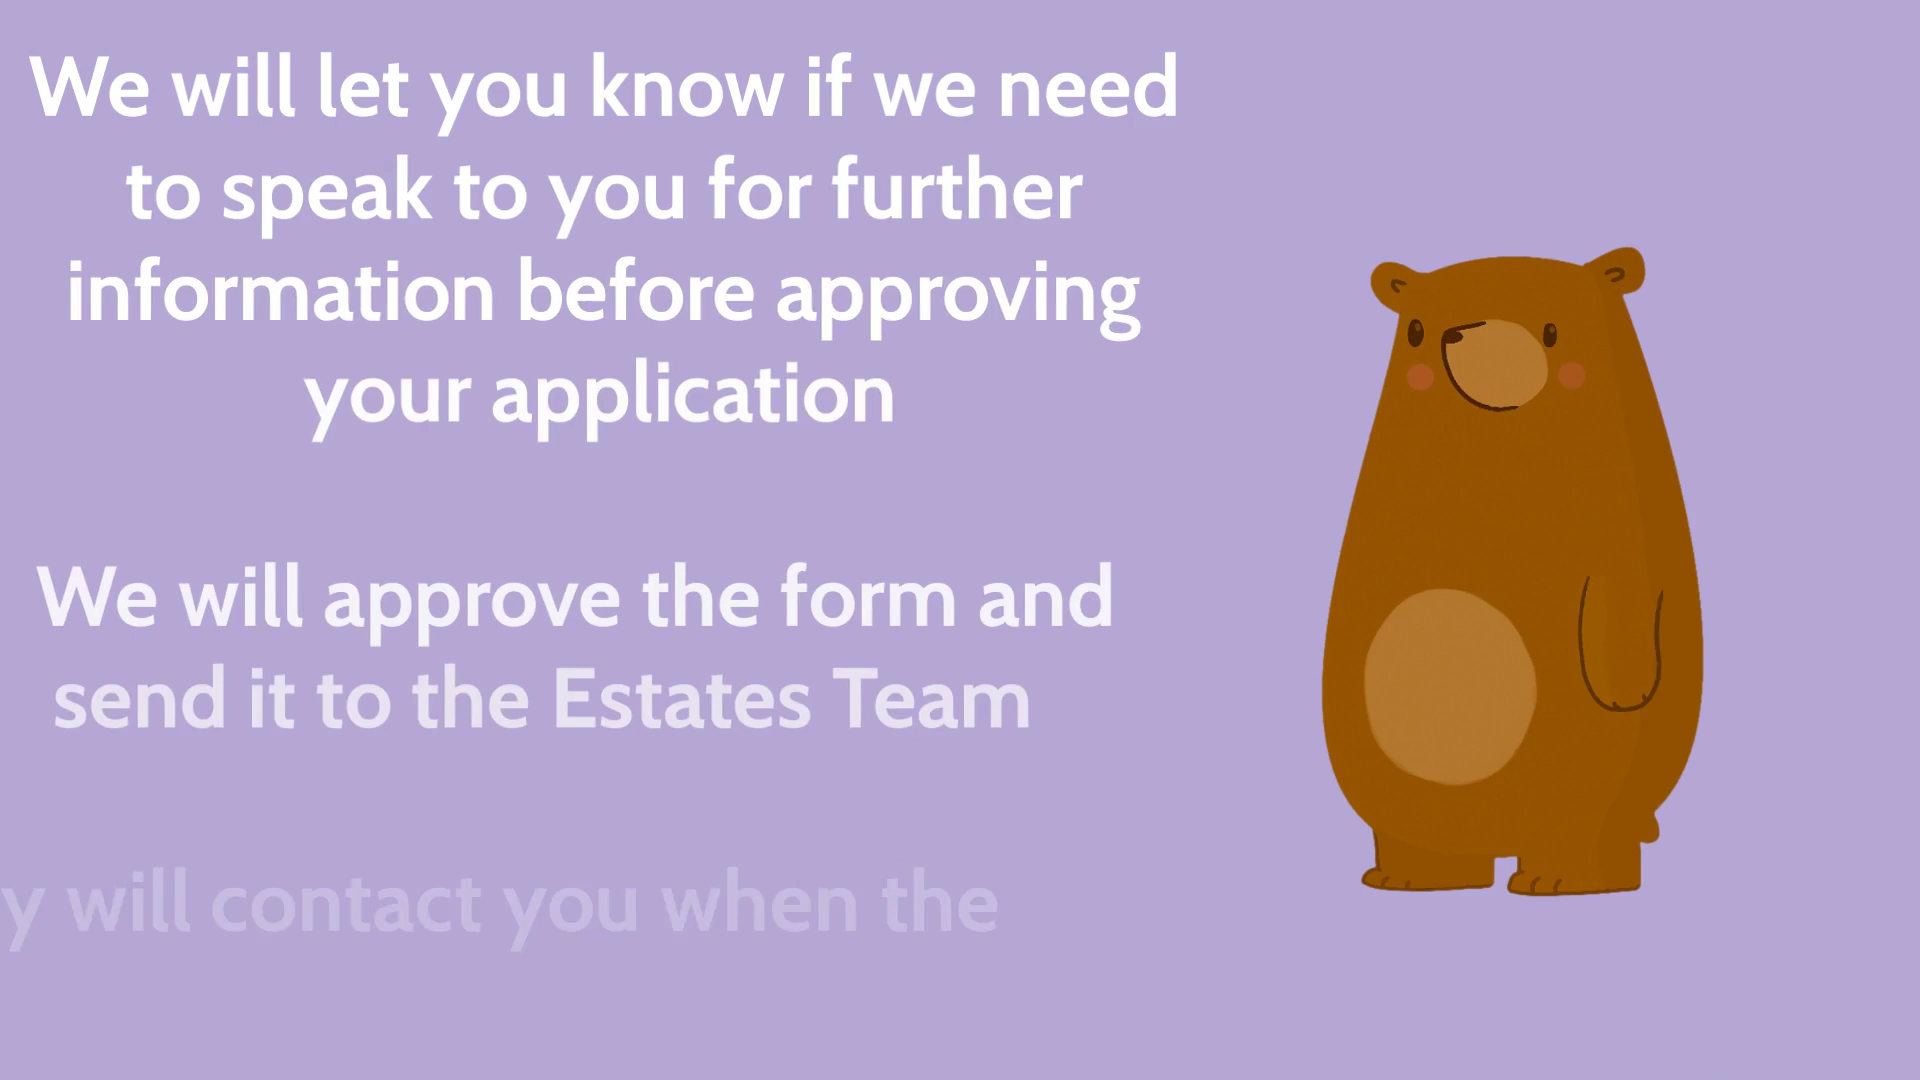 We will let you know if we need
to speak to you for further
information before approving
your application
We will approve the form and
send it to the Estates Team
will contact you when the